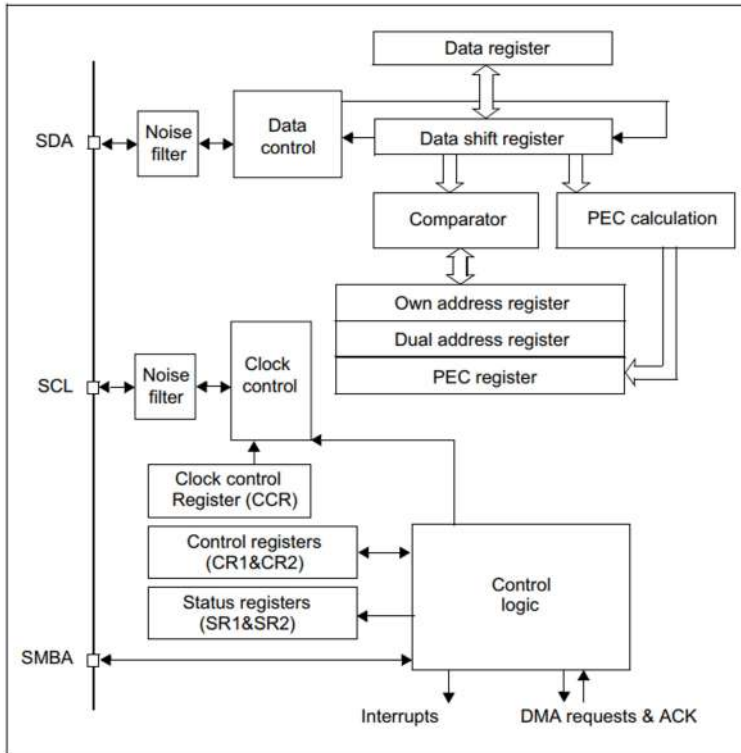 Data register
SDA
Noise
filter
Data
control
Data shift register
Comparator
PEC calculation
Own address register
Dual address register
PEC register
SCL
Noise
filter
Clock
control
Clock control
Register (CCR)
Control registers
(CR1&CR2)
Status registers
(SR1&SR2)
Control
logic
SMBA
Interrupts
DMA requests & ACK